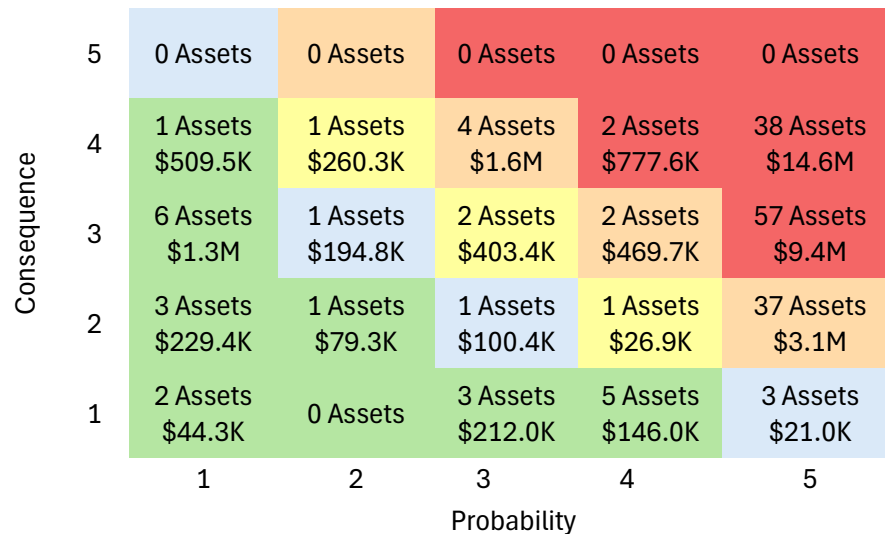 5
0 Assets
0 Assets
0 Assets
0 Assets
0 Assets
4
1 Assets
$509.5K
1 Assets
$260.3K
4 Assets
$1.6M
2 Assets
$777.6K
38 Assets
$14.6M
Consequence
3
6 Assets
$1.3M
1 Assets
$194.8K
2 Assets
$403.4K
2 Assets
$469.7K
57 Assets
$9.4M
2
3 Assets
$229.4K
1 Assets
$79.3K
1 Assets
$100.4K
1 Assets
$26.9K
37 Assets
$3.1M
1
2 Assets
$44.3K
0 Assets
3 Assets
$212.0K
5 Assets
$146.0K
3 Assets
$21.0K
1
2
3
4
5
Probability